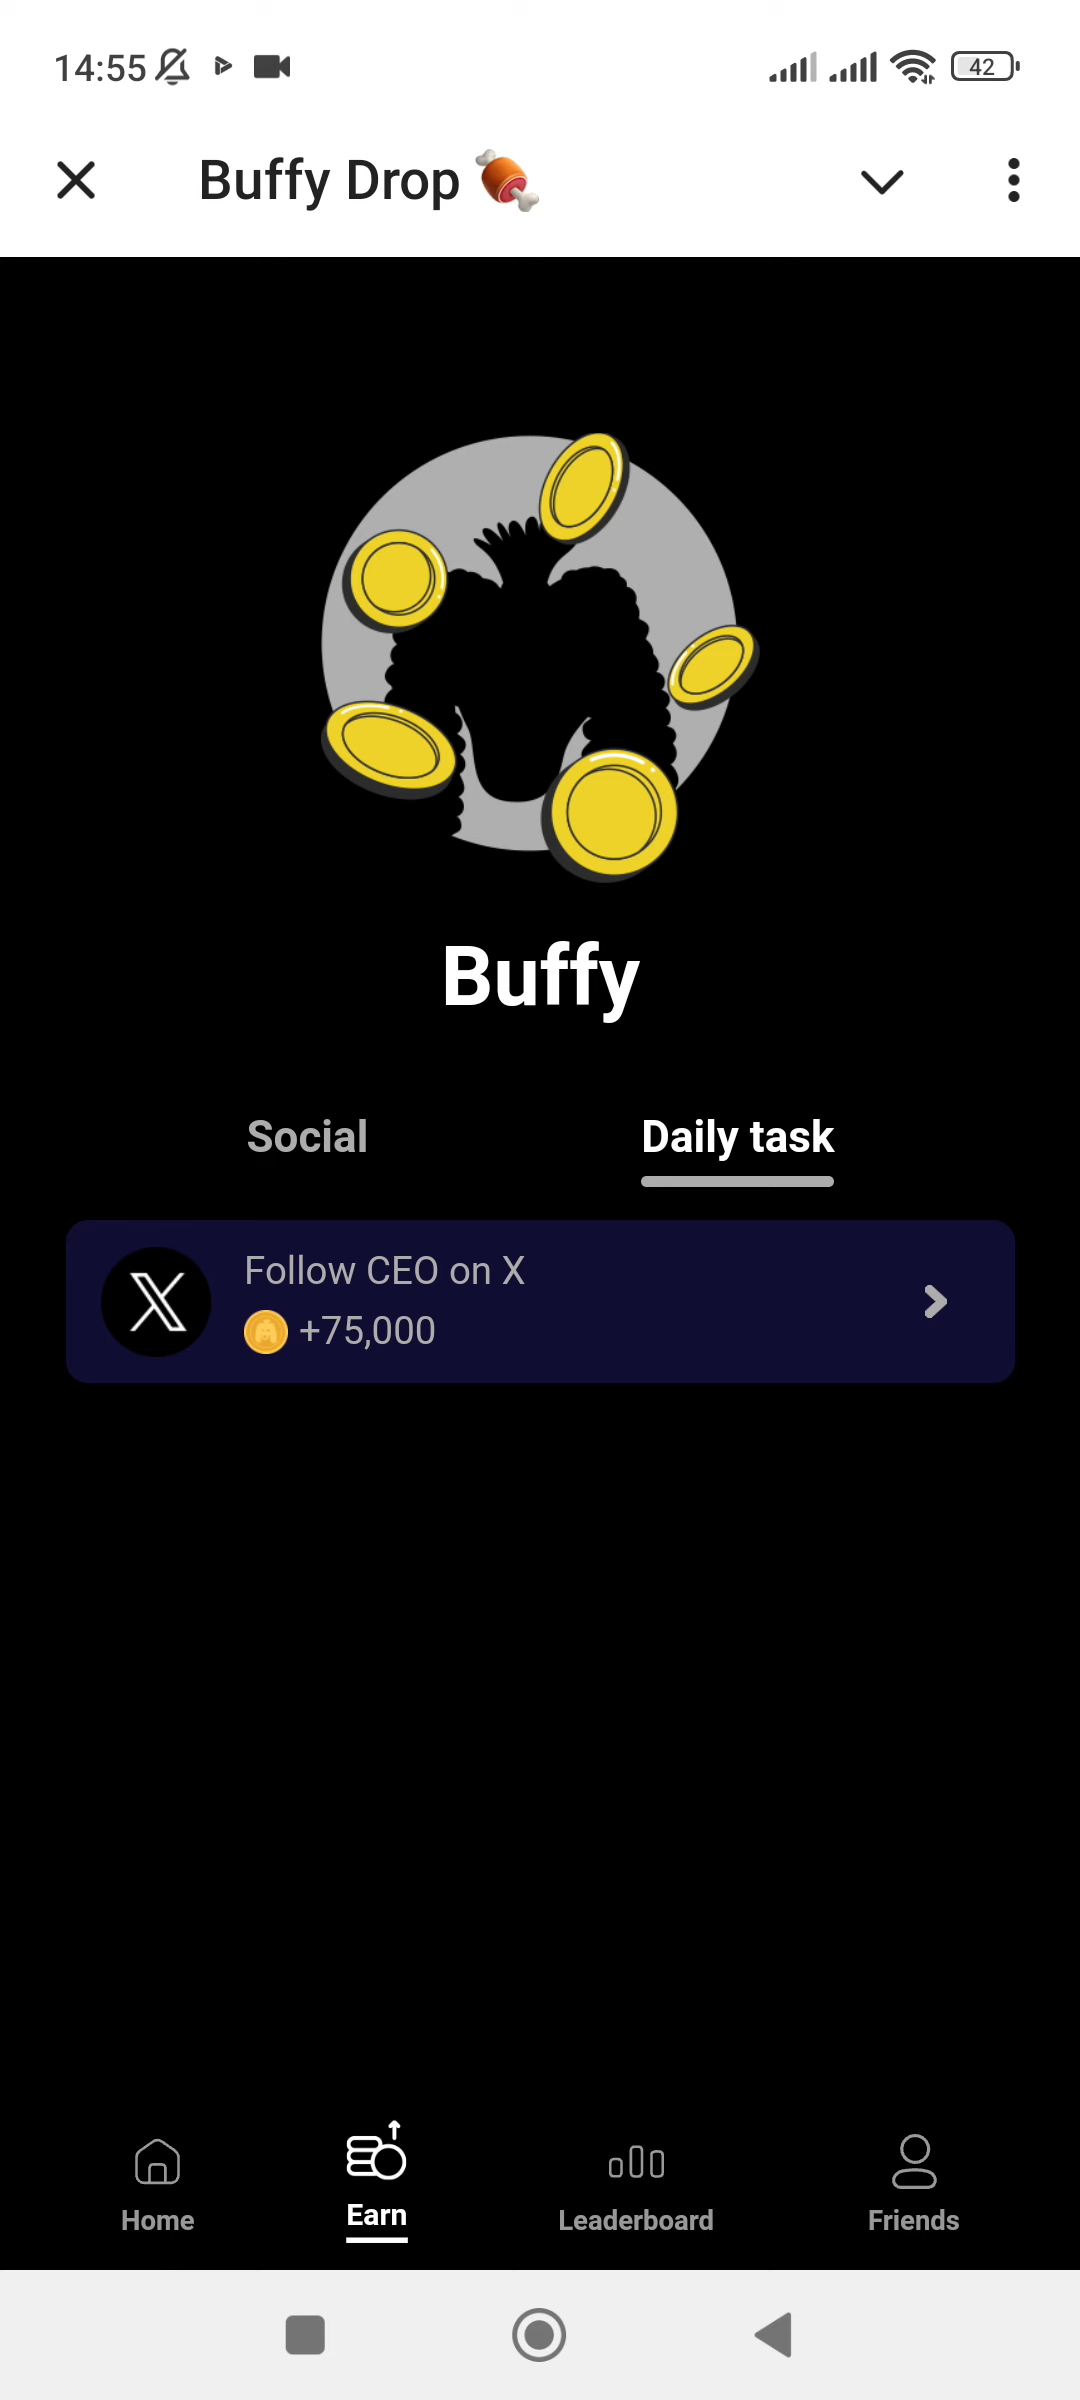 14:55
42
Buffy Drop
Buffy
Social
Daily task
Follow CEO on X
+75,000
Home
Earn
Leaderboard
Friends